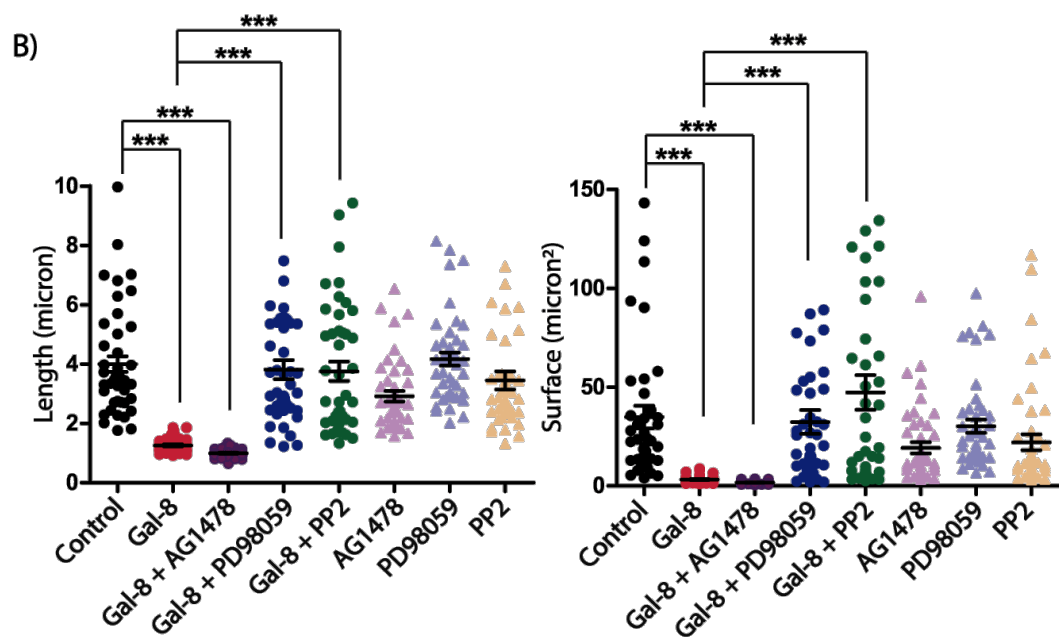 B)
***
***
***
***
Length (micron)
10
8
6
4
2
0
Control
Gal-8
Gal-8 + AG1478
Gal-8 + PD98059
Gal-8 + PP2
AG1478
PD98059
PP2
***
***
***
***
Surface (micron²)
150
100
50
0
Control
Gal-8
Gal-8 + AG1478
Gal-8 + PD98059
Gal-8 + PP2
AG1478
PD98059
PP2